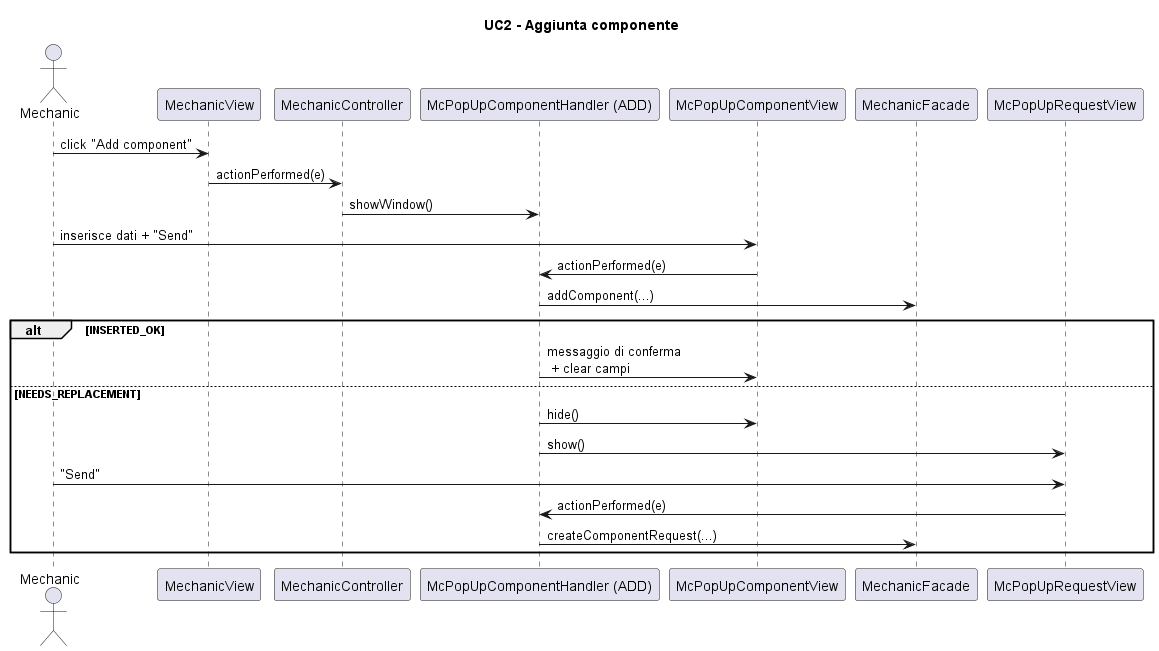 UC2 - Aggiunta componente
Mechanic
MechanicView
MechanicController
McPopUpComponentHandler (ADD)
McPopUpComponentView
MechanicFacade
McPopUpRequestView
click "Add component"
actionPerformed(e)
showWindow()
inserisce dati + "Send"
actionPerformed(e)
addComponent(...)
alt
[INSERTED_OK]
messaggio di conferma
+ clear campi
[NEEDS_REPLACEMENT]
hide()
show()
"Send"
actionPerformed(e)
createComponentRequest(...)
Mechanic
MechanicView
MechanicController
McPopUpComponentHandler (ADD)
McPopUpComponentView
MechanicFacade
McPopUpRequestView